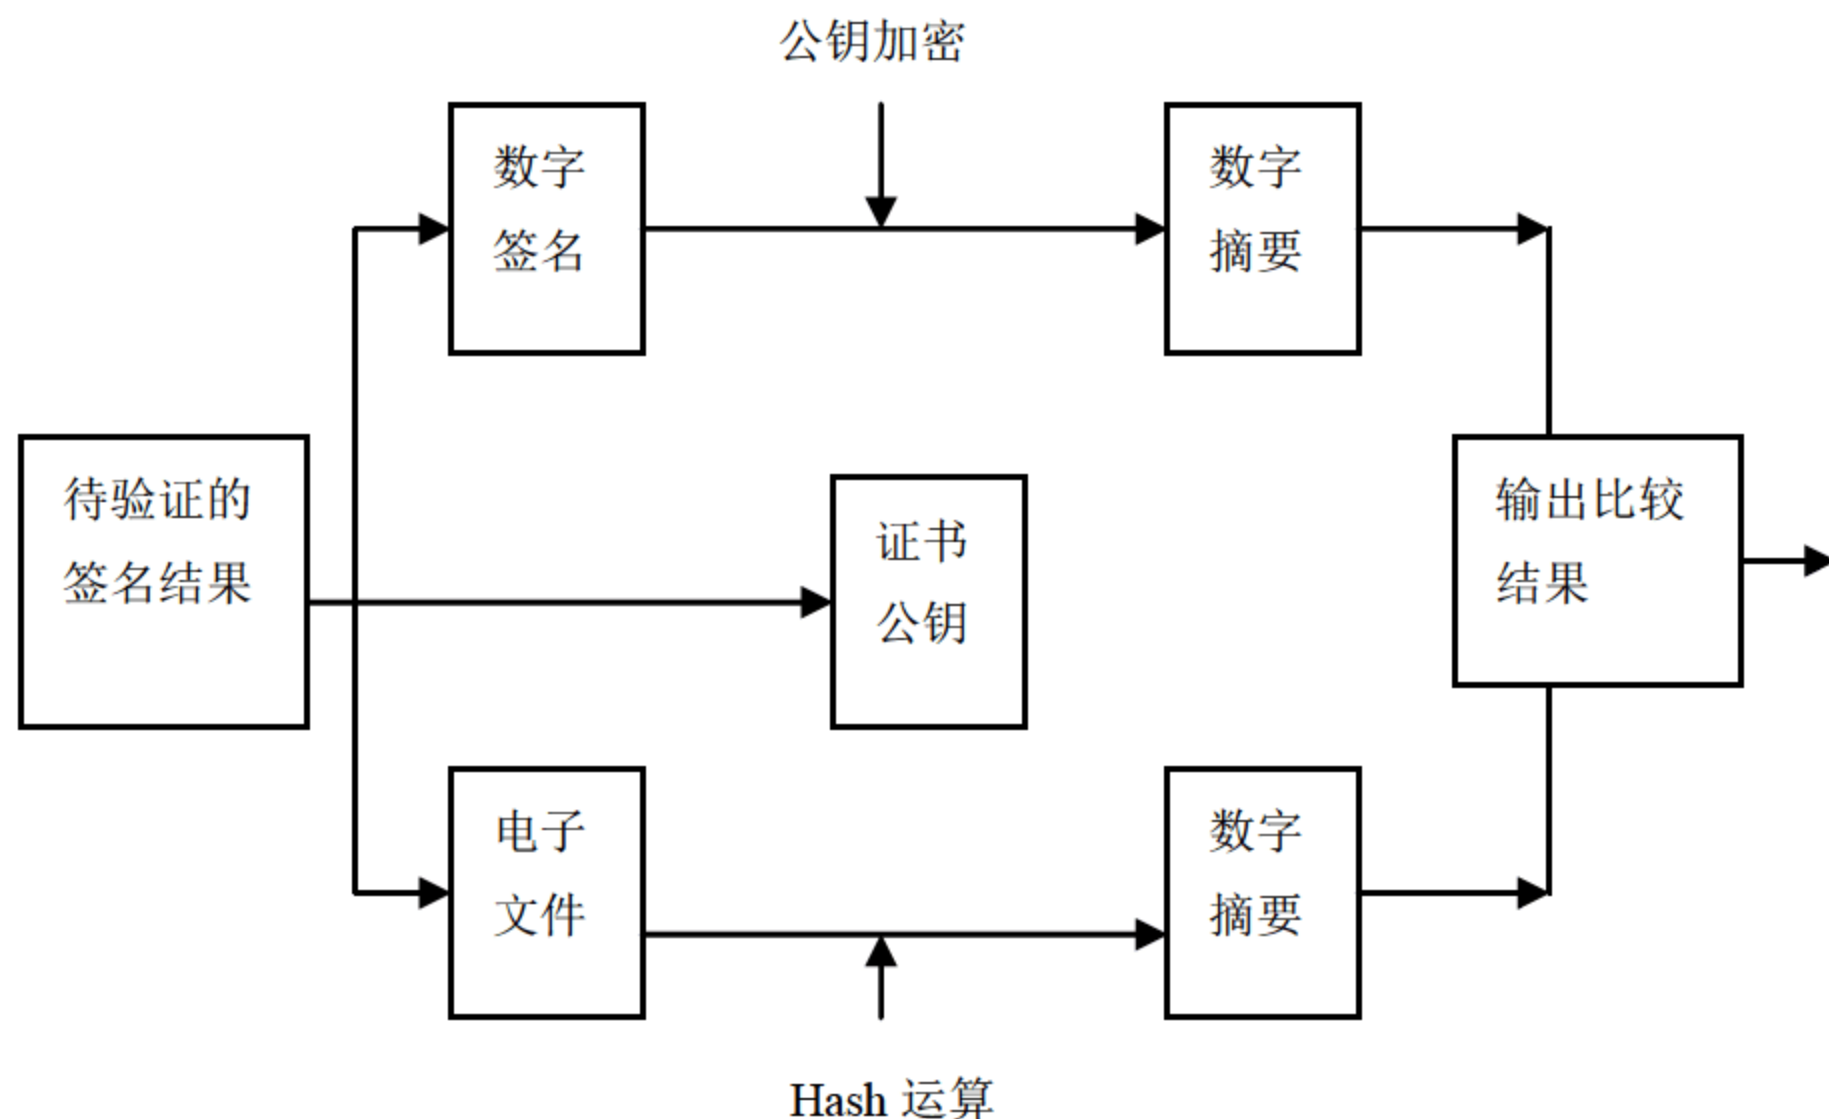 公钥加密
数字
签名
数字
摘要
待验证的
签名结果
证书
公钥
输出比较
结果
电子
文件
数字
摘要
Hash 运算